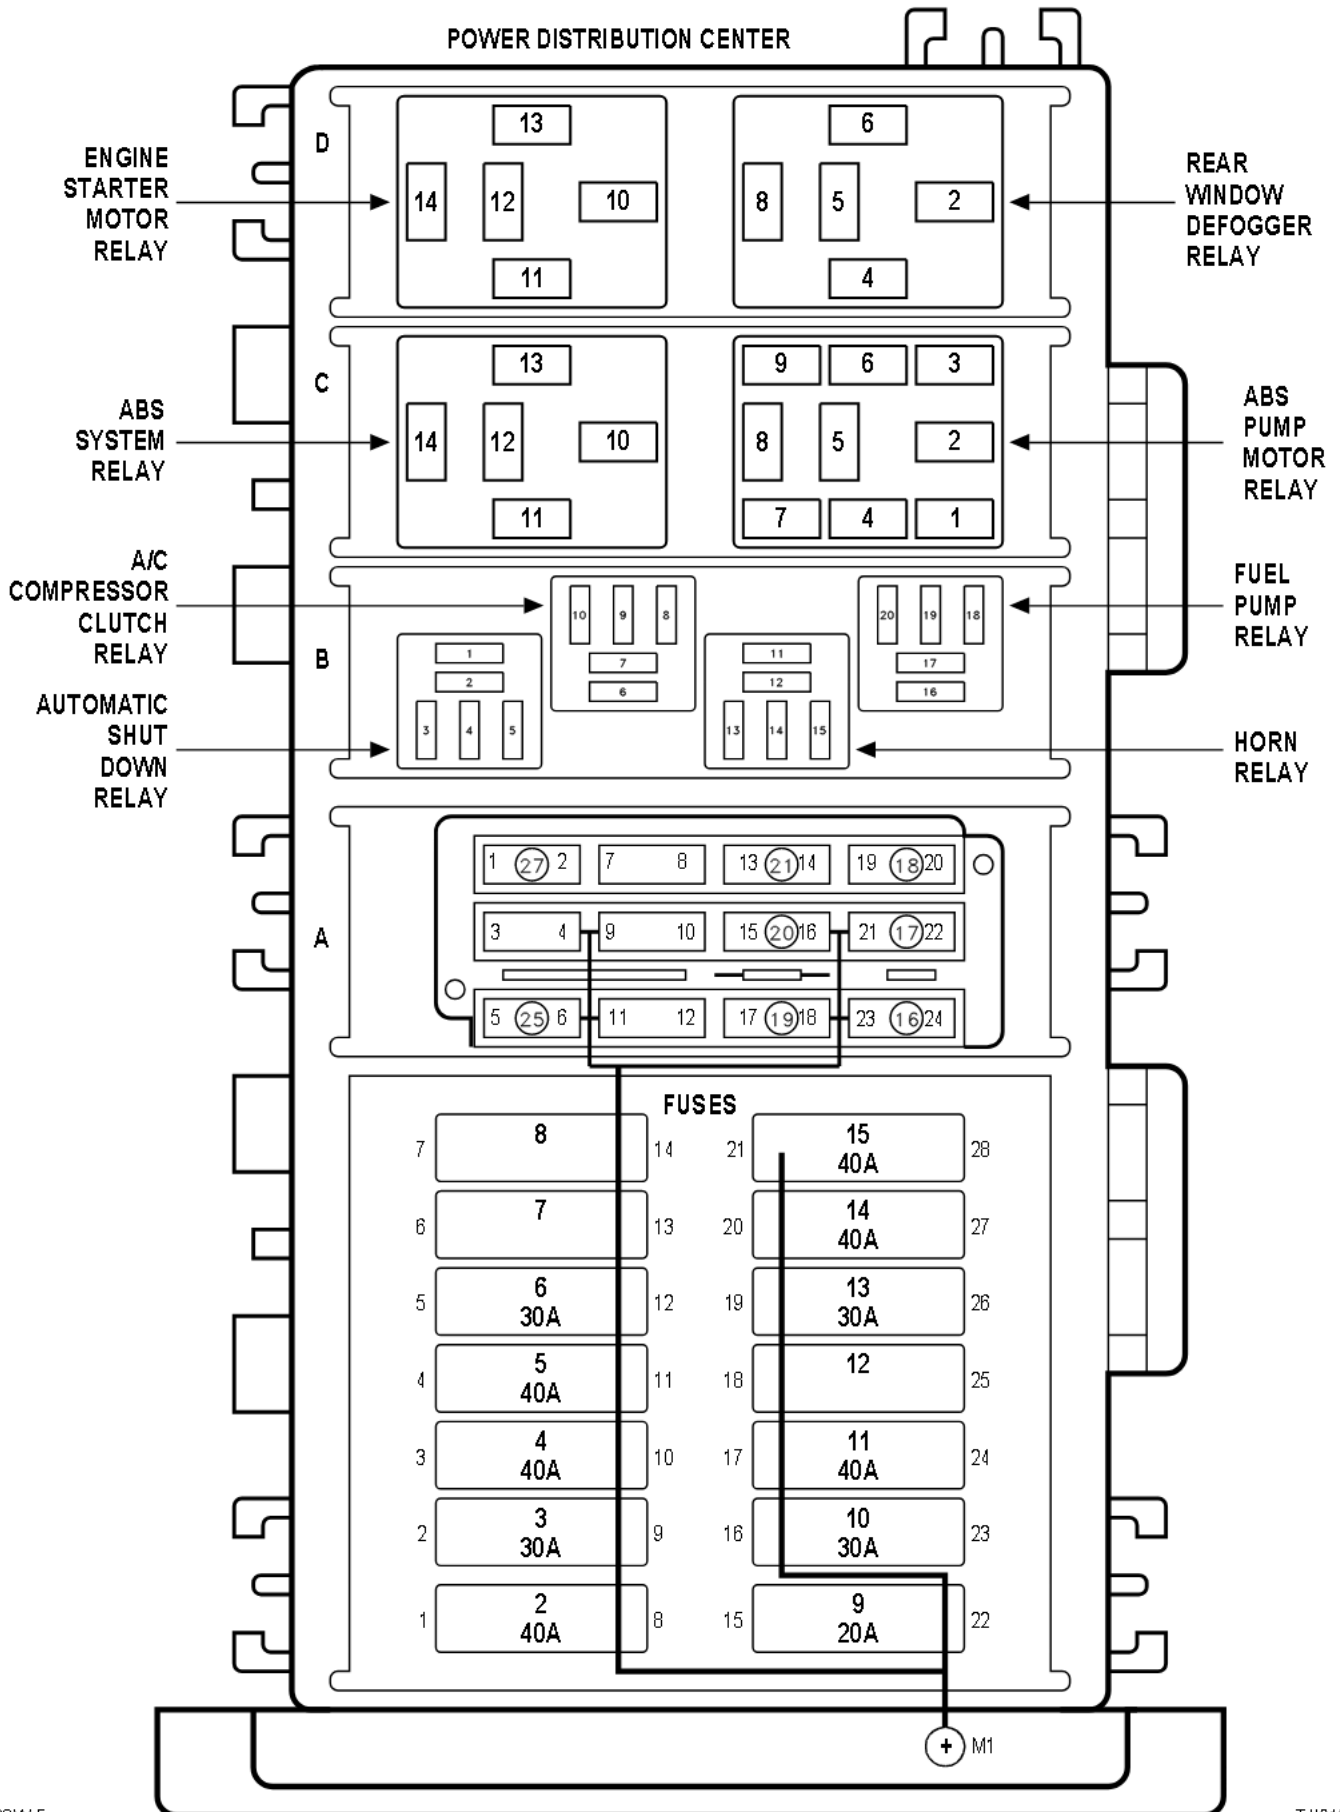 POWER DISTRIBUTION CENTER
D
13
14 12 10
11
6
8 5 2
4
ENGINE
STARTER
MOTOR
RELAY
REAR
WINDOW
DEFOGGER
RELAY
C
13
14 12 10
11
9 6 3
8 5 2
7 4 1
ABS
SYSTEM
RELAY
ABS
PUMP
MOTOR
RELAY
A/C
COMPRESSOR
CLUTCH
RELAY
FUEL
PUMP
RELAY
B
10 9 8
7
6
20 19 18
17
16
1
2
3 4 5
11
12
13 14 15
AUTOMATIC
SHUT
DOWN
RELAY
HORN
RELAY
A
1 27 2 7 8 13 21 14 19 18 20
3 4 9 10 15 20 16 21 17 22
5 25 6 11 12 17 19 18 23 16 24
FUSES
7 8 14 21 15 28
40A
6 7 13 20 14 27
40A
5 6 12 19 13 26
30A 30A
4 5 11 18 12 25
40A
3 4 10 17 11 24
40A 40A
2 3 9 16 10 23
30A 30A
1 2 8 15 9 22
40A 20A
+ M1